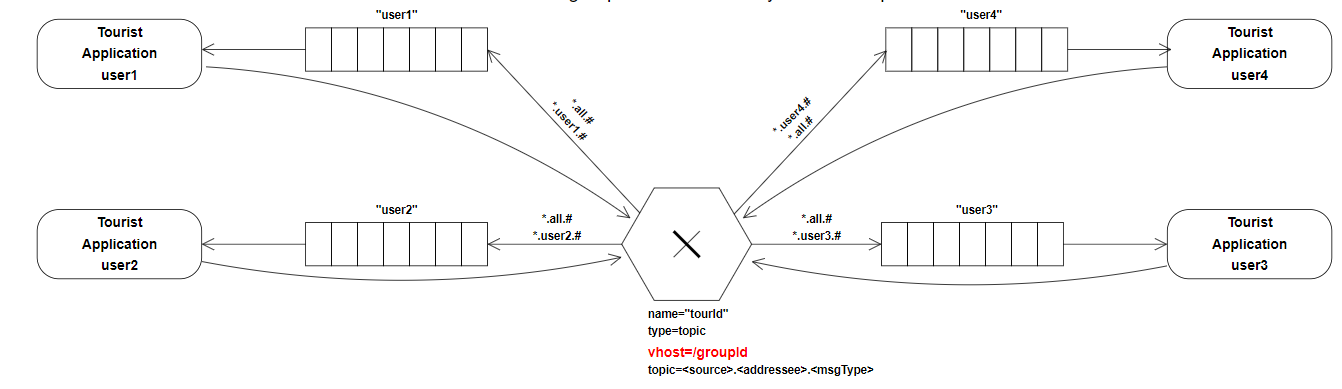 "user1"
"user4"
Tourist
Application
user1
Tourist
Application
user4
*.all.#
*.user1.#
*.user4.#
*.all.#
"user2"
"user3"
Tourist
Application
user2
*.all.#
*.user2.#
*.all.#
*.user3.#
Tourist
Application
user3
name="tourId"
type=topic
vhost=/groupId
topic=<source>.<addressee>.<msgType>